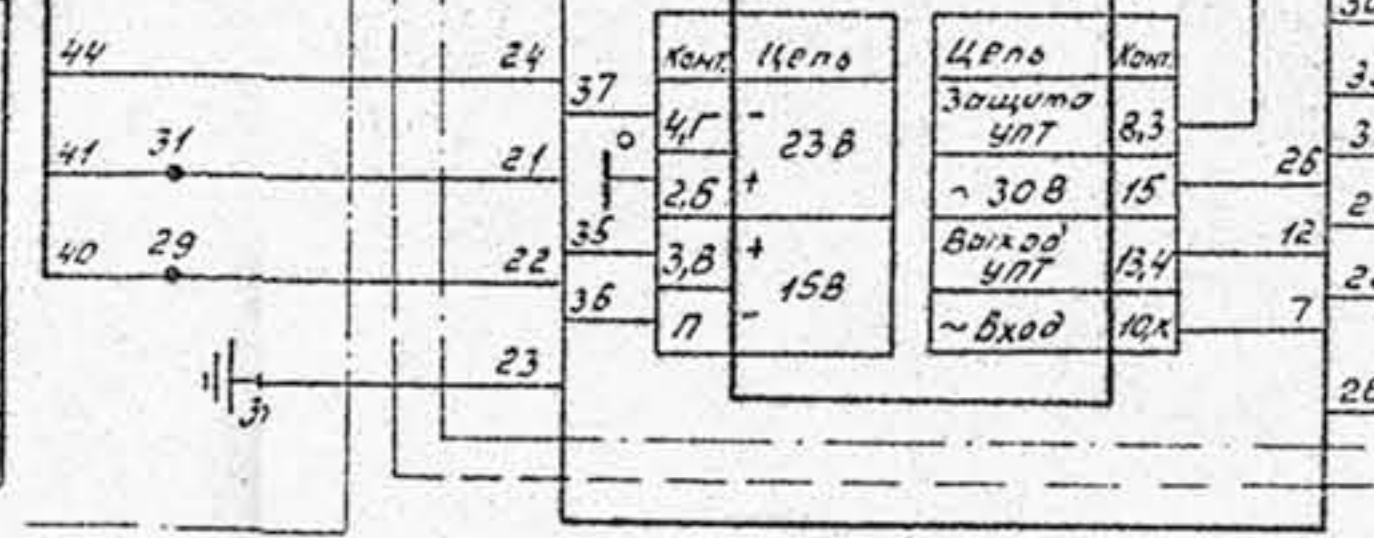 44
24
41
31
21
40
29
22
23
37
35
36
Конт.
Цепь
4,Г
-
23В
2,Б
+
3,В
+
15В
П
-
Цепь
Конт.
Защита
УПТ
8,3
~ 30В
15
Выход
УПТ
13,4
~ Вход
10,К
26
12
7
28